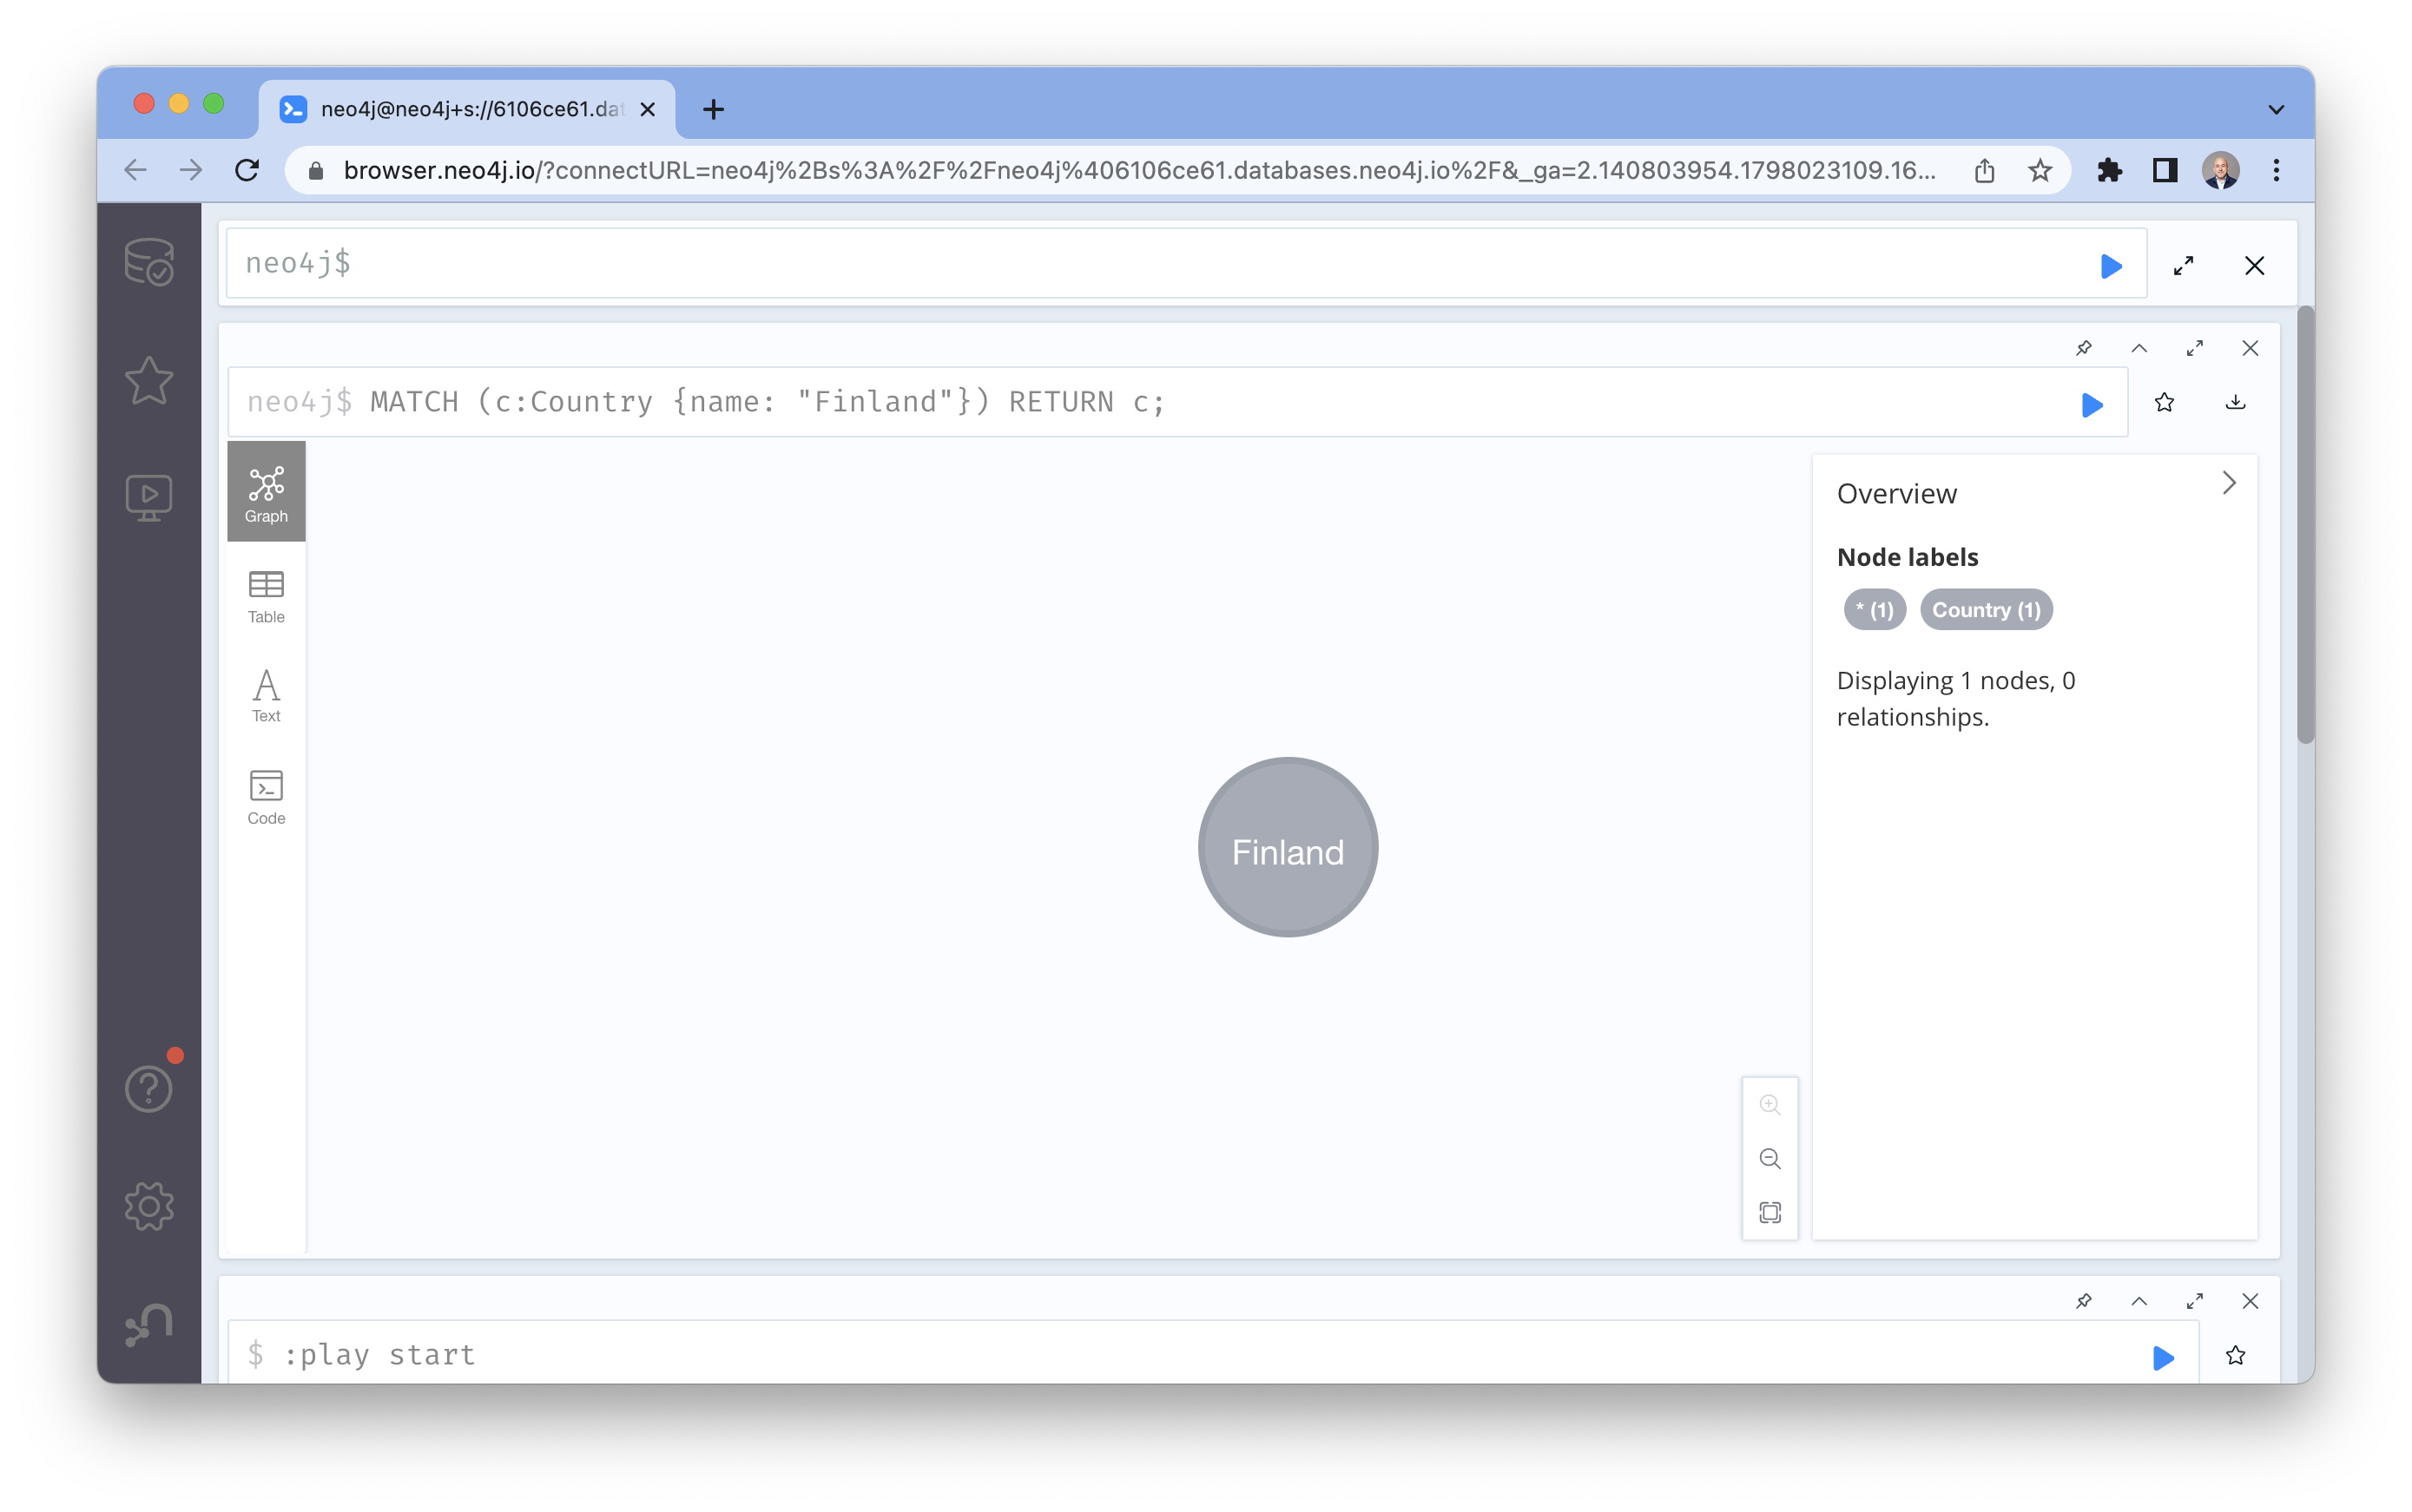 neo4j@neo4j+s://6106ce61.dat
browser.neo4j.io/?connectURL=neo4j%2Bs%3A%2F%2Fneo4j%406106ce61.databases.neo4j.io%2F&_ga=2.140803954.1798023109.16...
neo4j$
neo4j$ MATCH (c:Country {name: "Finland"}) RETURN c;
Graph
Table
Text
Code
Finland
Overview
Node labels
* (1) Country (1)
Displaying 1 nodes, 0
relationships.
$ :play start